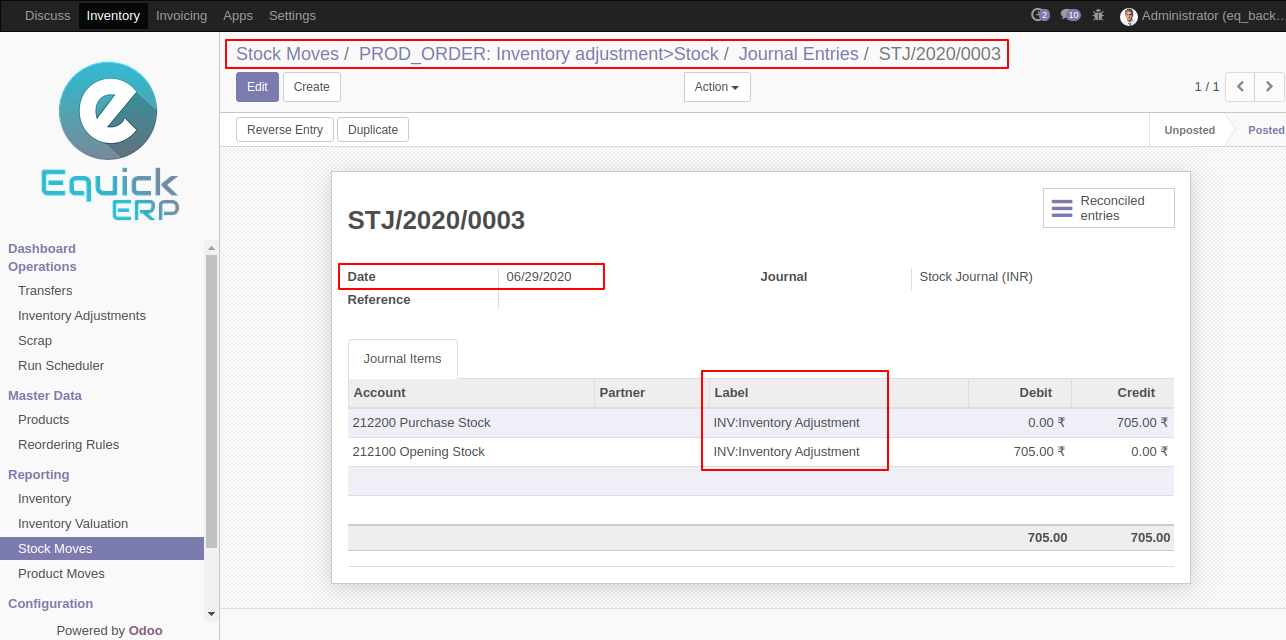 Discuss Inventory Invoicing Apps Settings 2 10 Administrator (eq_back...
Equick
ERP
Dashboard
Operations
Transfers
Inventory Adjustments
Scrap
Run Scheduler
Master Data
Products
Reordering Rules
Reporting
Inventory
Inventory Valuation
Stock Moves
Product Moves
Configuration
Powered by Odoo
Stock Moves / PROD_ORDER: Inventory adjustment>Stock / Journal Entries / STJ/2020/0003
Edit Create Action 1 / 1
Reverse Entry Duplicate Unposted Posted
Reconciled
entries
STJ/2020/0003
Date 06/29/2020 Journal Stock Journal (INR)
Reference
Journal Items
Account Partner Label Debit Credit
212200 Purchase Stock INV:Inventory Adjustment 0.00 ₹ 705.00 ₹
212100 Opening Stock INV:Inventory Adjustment 705.00 ₹ 0.00 ₹
705.00 705.00